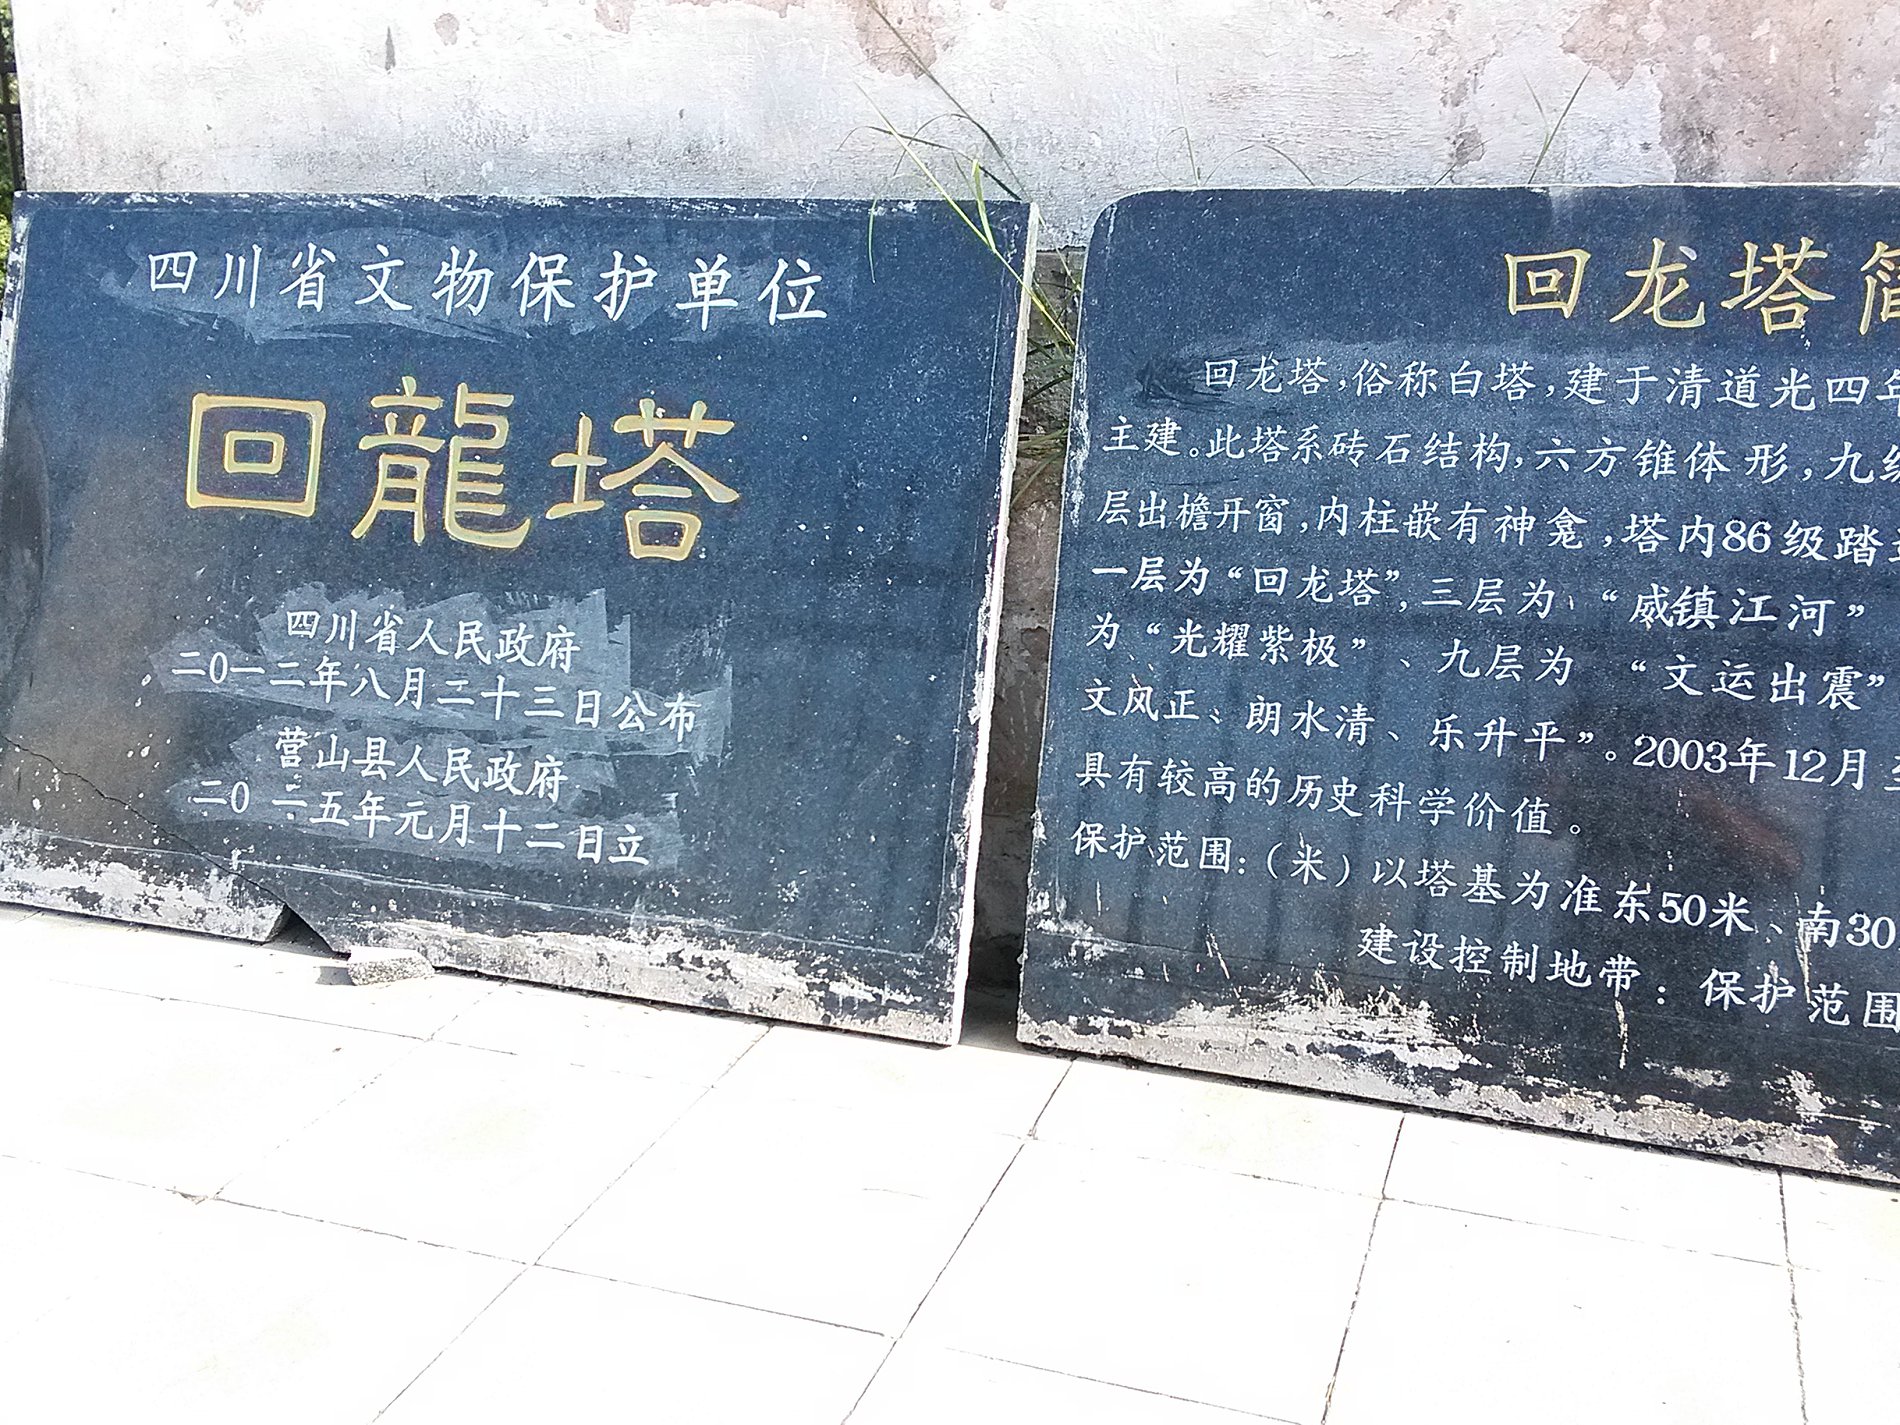 四川省文物保护单位
回龍塔
四川省人民政府
二0一二年八月二十三日公布
营山县人民政府
二0一五年元月十二日立
回龙塔简
回龙塔,俗称白塔,建于清道光四年
主建。此塔系砖石结构,六方锥体形,九级
层出檐开窗,内柱嵌有神龛,塔内86级踏
一层为“回龙塔”,三层为、“威镇江河”
为“光耀紫极”、九层为 “文运出震”
文风正、朗水清、乐升平”。2003年12月
具有较高的历史科学价值。
保护范围:(米)以塔基为准东50米、南30
建设控制地带:保护范围